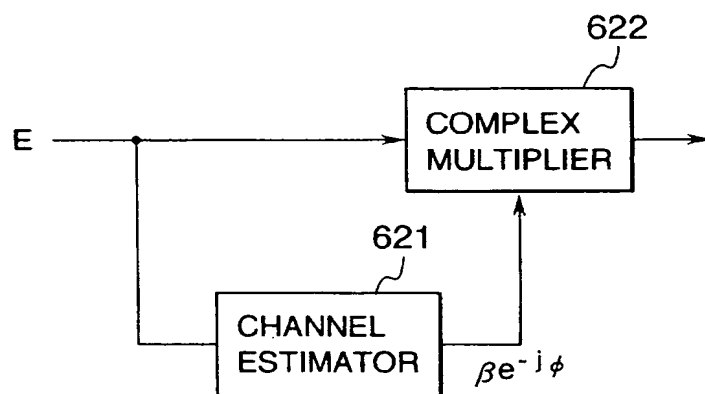 622
E
COMPLEX
MULTIPLIER
621
CHANNEL
ESTIMATOR
βe^{-jφ}